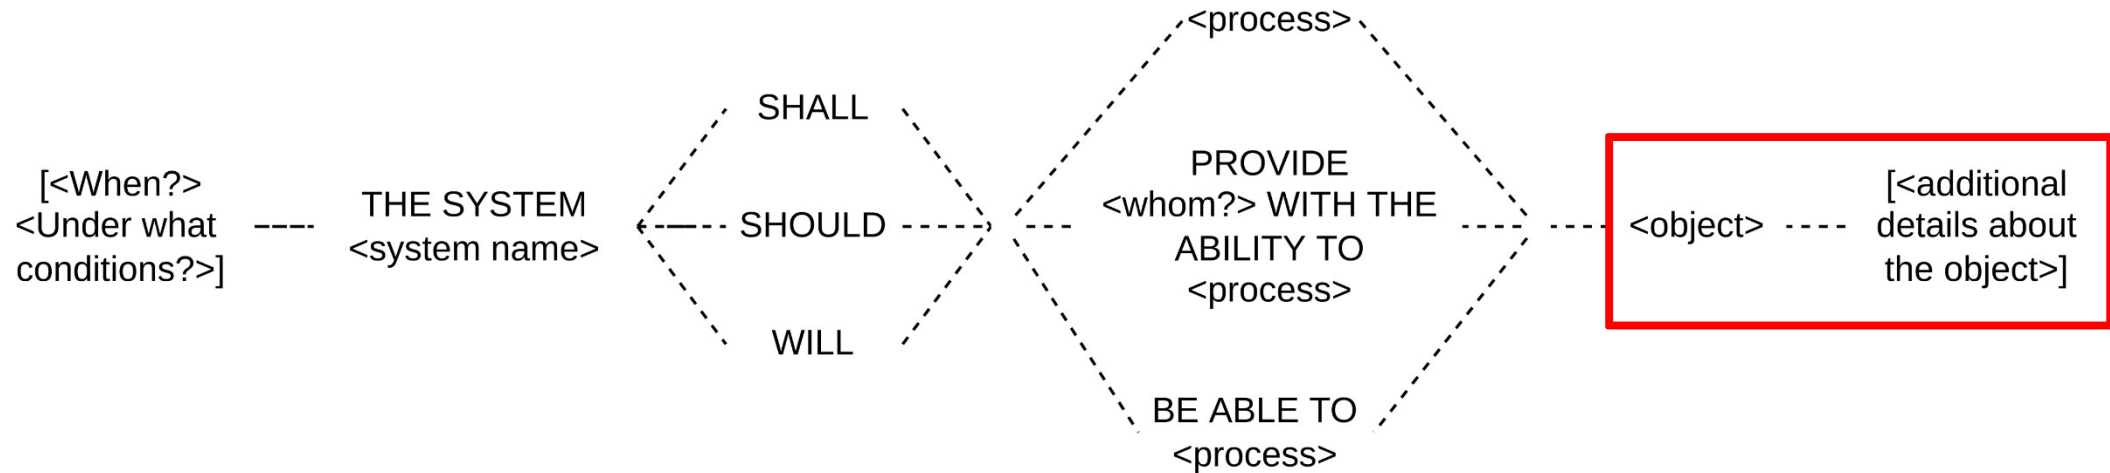 [<When?>
<Under what
conditions?>]
THE SYSTEM
<system name>
SHALL
SHOULD
WILL
<process>
PROVIDE
<whom?> WITH THE
ABILITY TO
<process>
BE ABLE TO
<process>
<object>
[<additional
details about
the object>]